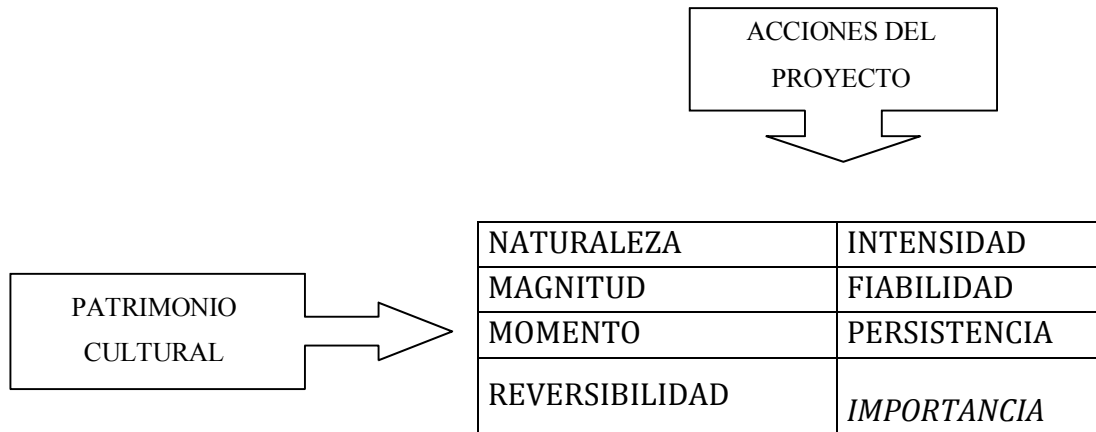 ACCIONES DEL
PROYECTO
NATURALEZA INTENSIDAD
MAGNITUD FIABILIDAD
PATRIMONIO
CULTURAL
MOMENTO PERSISTENCIA
REVERSIBILIDAD IMPORTANCIA